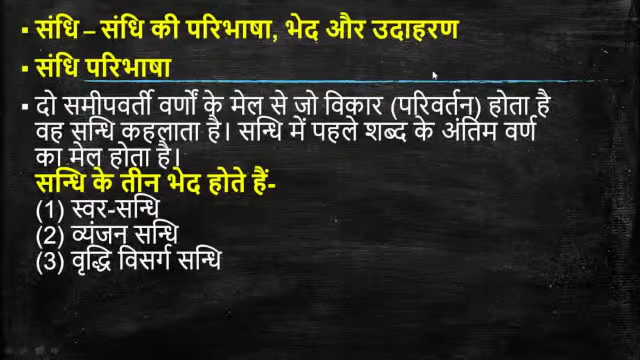 ▪ संधि – संधि की परिभाषा, भेद और उदाहरण
▪ संधि परिभाषा
▪ दो समीपवर्ती वर्णों के मेल से जो विकार (परिवर्तन) होता है
वह सन्धि कहलाता है। सन्धि में पहले शब्द के अंतिम वर्ण
का मेल होता है।
सन्धि के तीन भेद होते हैं-
(1) स्वर-सन्धि
(2) व्यंजन सन्धि
(3) वृद्धि विसर्ग सन्धि